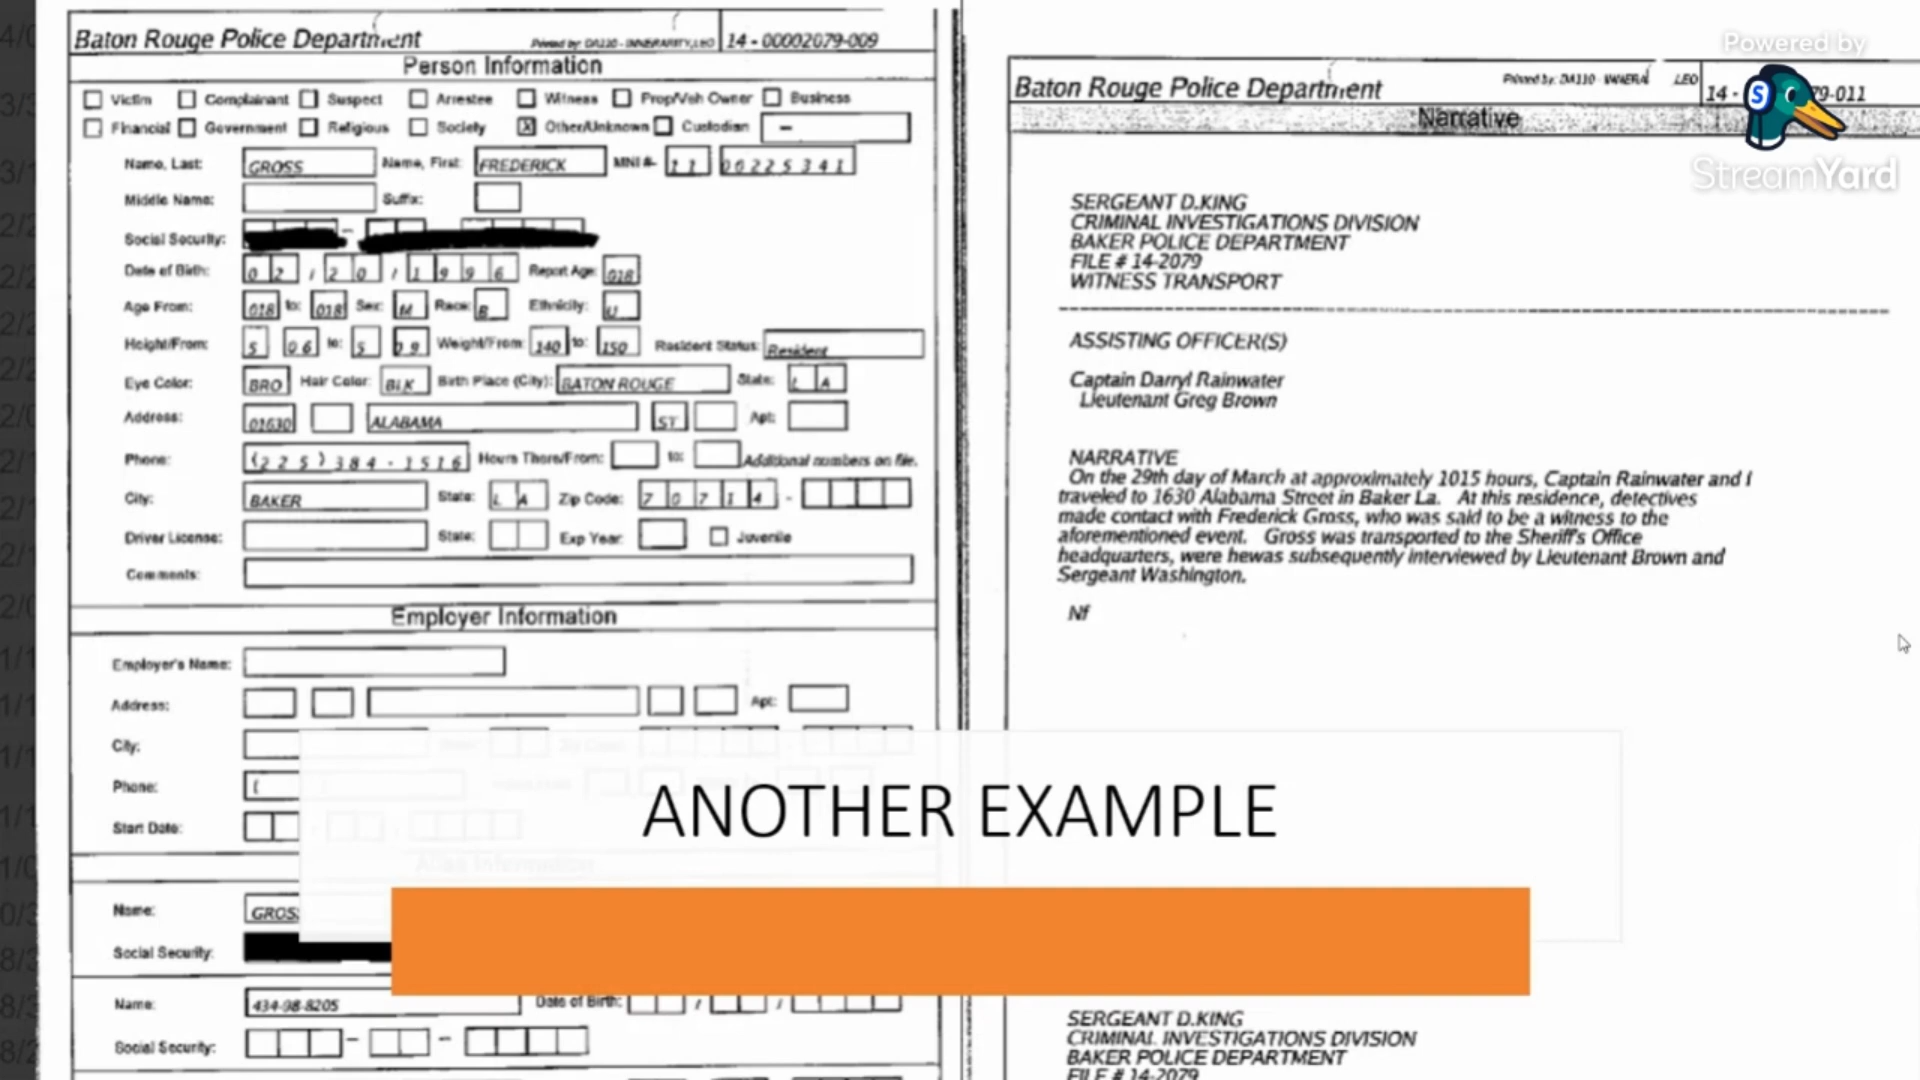 Baton Rouge Police Department
14 - 00002079-009
Person Information
Victim Complainant Suspect Arrestee Witness Prop/Veh Owner Business
Financial Government Religious Society X Other/Unknown Custodian -
Name, Last: GROSS Name, First: FREDERICK MNI #- 11 00225341
Middle Name: Suffix:
Social Security:
Date of Birth: 02 / 20 / 1996 Report Age: 018
Age From: 018 to: 018 Sex: M Race: B Ethnicity: U
Height/From: 5 06 to: 5 09 Weight/From: 140 to: 150 Resident Status: Resident
Eye Color: BRO Hair Color: BLK Birth Place (City): BATON ROUGE State: LA
Address: 01630 ALABAMA ST Apt:
Phone: (225) 384-1516 Hours There/From: to: Additional numbers on file.
City: BAKER State: LA Zip Code: 70714 -
Driver License: State: Exp Year: Juvenile
Comments:
Employer Information
Employer's Name:
Address: Apt:
City:
Phone: (
Start Date:
Alias Information
Name: GROSS
Social Security:
Name: [SSN omitted] Date of Birth: / /
Social Security: - -
Baton Rouge Police Department
Narrative
SERGEANT D.KING
CRIMINAL INVESTIGATIONS DIVISION
BAKER POLICE DEPARTMENT
FILE # 14-2079
WITNESS TRANSPORT
ASSISTING OFFICER(S)
Captain Darryl Rainwater
Lieutenant Greg Brown
NARRATIVE
On the 29th day of March at approximately 1015 hours, Captain Rainwater and I
traveled to 1630 Alabama Street in Baker La. At this residence, detectives
made contact with Frederick Gross, who was said to be a witness to the
aforementioned event. Gross was transported to the Sheriff's Office
headquarters, were hewas subsequently interviewed by Lieutenant Brown and
Sergeant Washington.
Nf
SERGEANT D.KING
CRIMINAL INVESTIGATIONS DIVISION
BAKER POLICE DEPARTMENT
FILE # 14-2079
ANOTHER EXAMPLE
Powered by
StreamYard